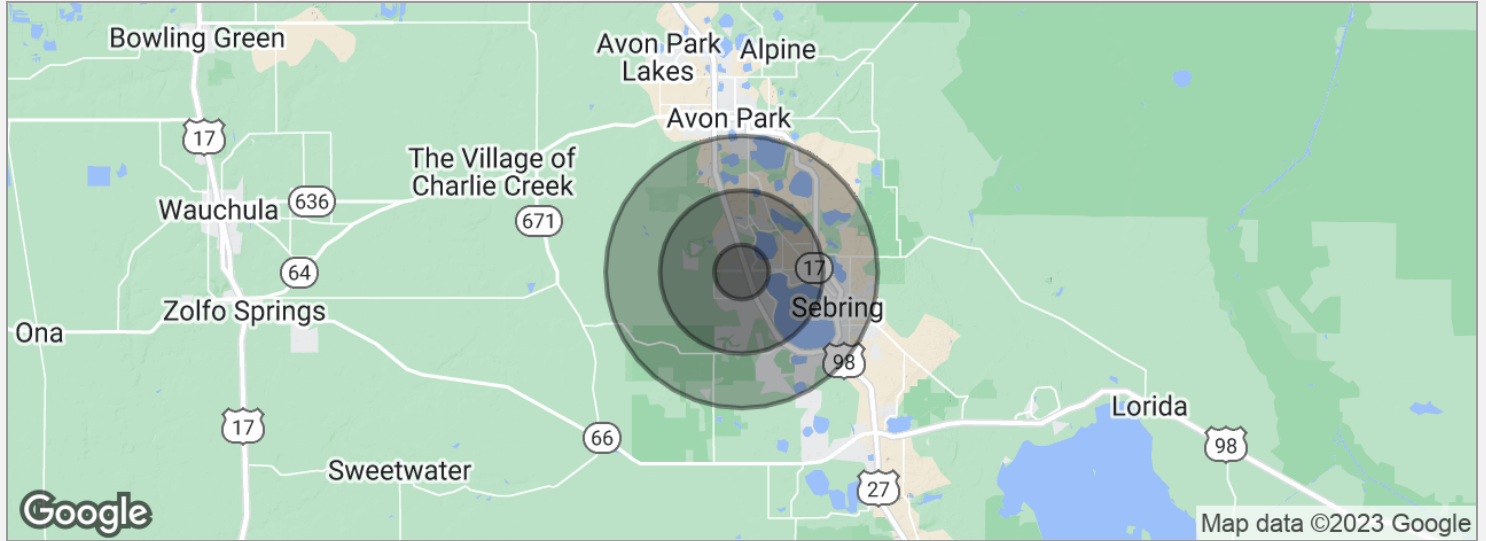 Bowling Green
Avon Park
Lakes
Alpine
Avon Park
17
The Village of
Charlie Creek
636
Wauchula
671
64
17
Zolfo Springs
Sebring
Ona
98
Lorida
17
66
98
Sweetwater
27
Google
Map data ©2023 Google